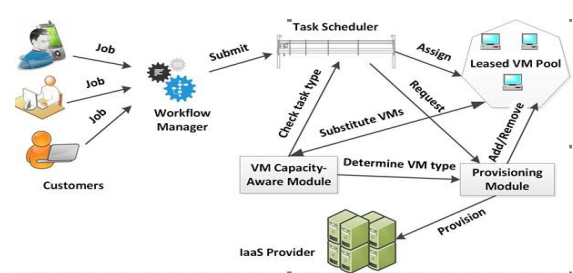 Task Scheduler
Job
Submit
Assign
Leased VM Pool
Job
Workflow
Manager
Check task type
Request
Job
Substitute VMs
Add/Remove
Customers
VM Capacity-
Aware Module
Determine VM type
Provisioning
Module
Provision
IaaS Provider